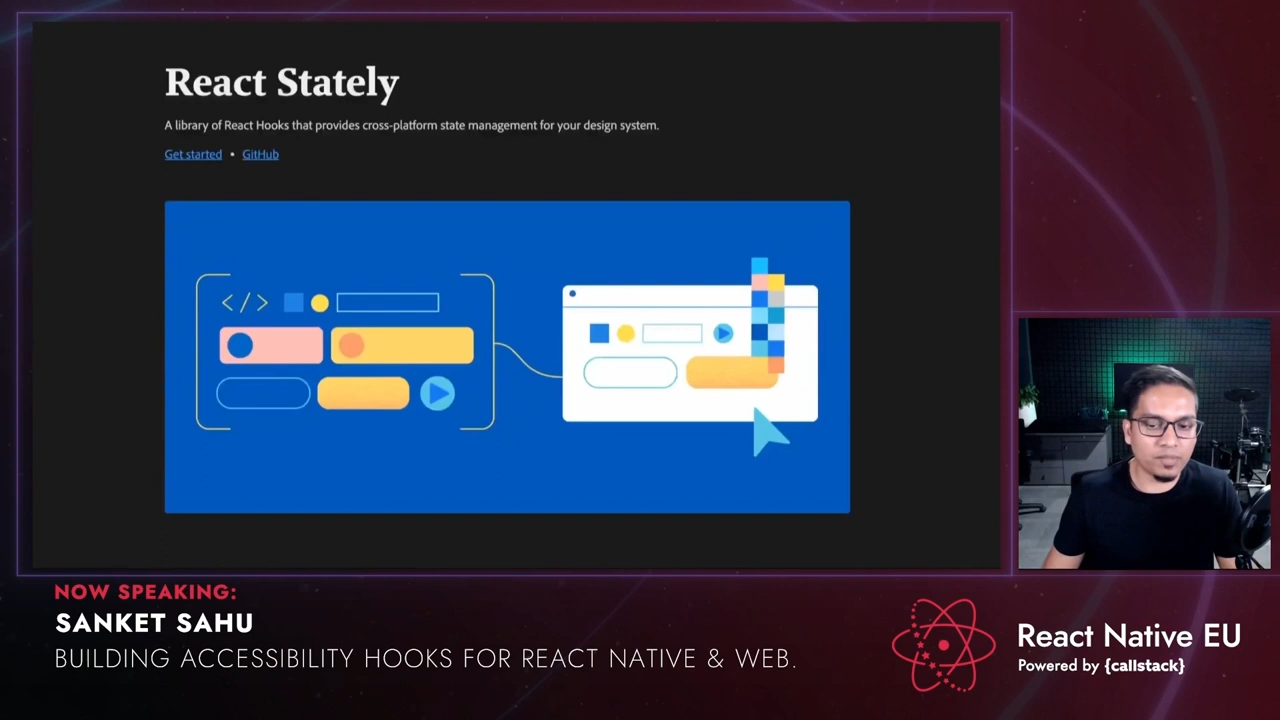 React Stately
A library of React Hooks that provides cross-platform state management for your design system.
Get started • GitHub
</>
NOW SPEAKING:
SANKET SAHU
BUILDING ACCESSIBILITY HOOKS FOR REACT NATIVE & WEB.
React Native EU
Powered by {callstack}